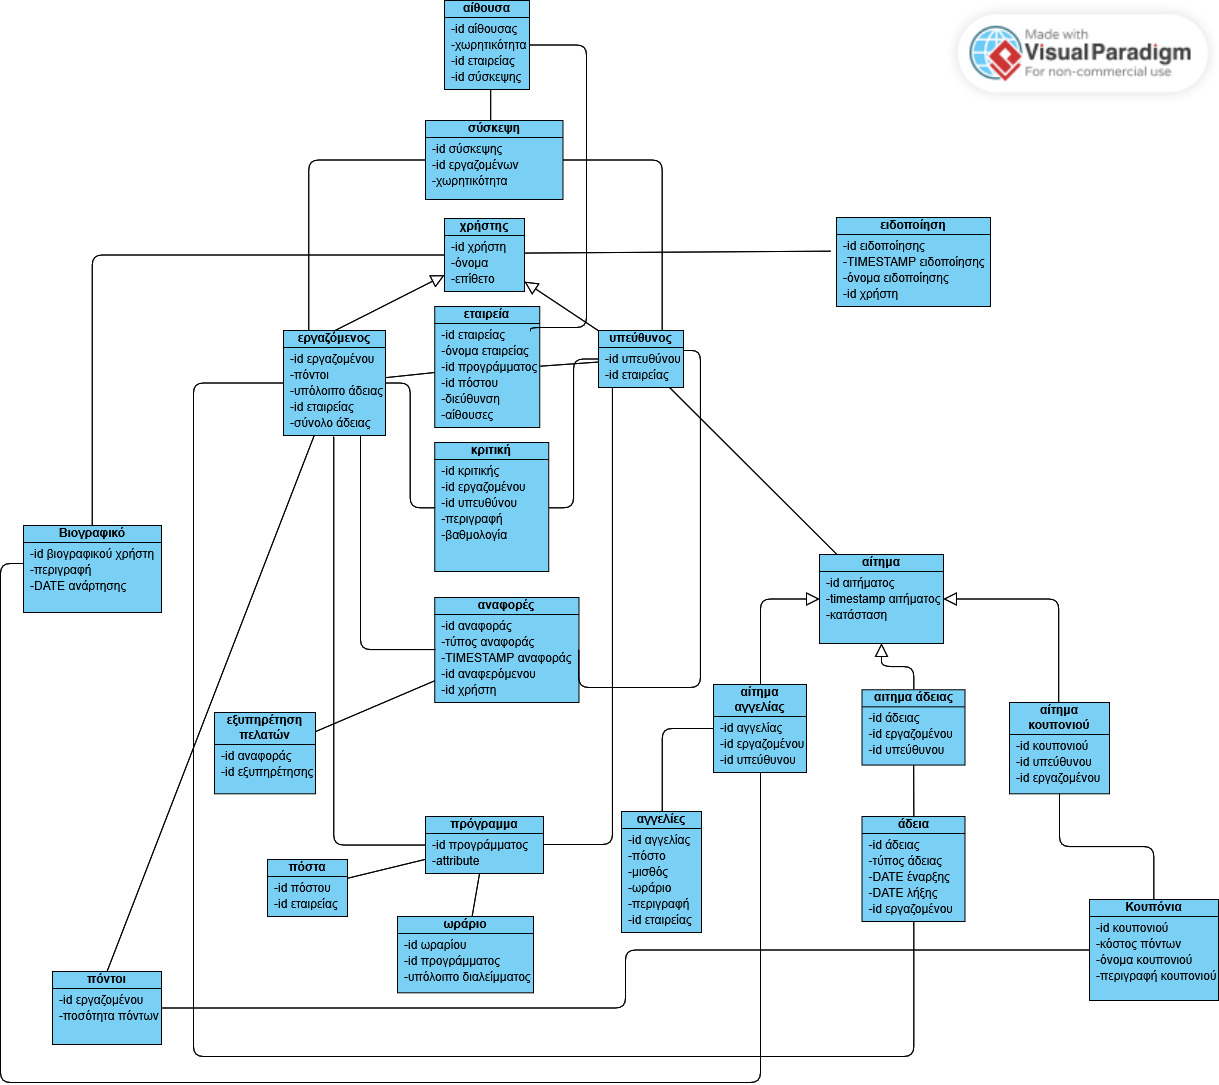 αίθουσα
-id αίθουσας
-χωρητικότητα
-id εταιρείας
-id σύσκεψης
Made with
VisualParadigm
For non-commercial use
σύσκεψη
-id σύσκεψης
-id εργαζομένων
-χωρητικότητα
χρήστης
-id χρήστη
-όνομα
-επίθετο
ειδοποίηση
-id ειδοποίησης
-TIMESTAMP ειδοποίησης
-όνομα ειδοποίησης
-id χρήστη
εργαζόμενος
-id εργαζομένου
-πόντοι
-υπόλοιπο άδειας
-id εταιρείας
-σύνολο άδειας
εταιρεία
-id εταιρείας
-όνομα εταιρείας
-id προγράμματος
-id πόστου
-διεύθυνση
-αίθουσες
υπεύθυνος
-id υπευθύνου
-id εταιρείας
κριτική
-id κριτικής
-id εργαζομένου
-id υπευθύνου
-περιγραφή
-βαθμολογία
Βιογραφικό
-id βιογραφικού χρήστη
-περιγραφή
-DATE ανάρτησης
αίτημα
-id αιτήματος
-timestamp αιτήματος
-κατάσταση
αναφορές
-id αναφοράς
-τύπος αναφοράς
-TIMESTAMP αναφοράς
-id αναφερόμενου
-id χρήστη
εξυπηρέτηση
πελατών
-id αναφοράς
-id εξυπηρέτησης
αίτημα
αγγελίας
-id αγγελίας
-id εργαζομένου
-id υπεύθυνου
αιτημα άδειας
-id άδειας
-id εργαζομένου
-id υπεύθυνου
αίτημα
κουπονιού
-id κουπονιού
-id υπεύθυνου
-id εργαζομένου
πρόγραμμα
-id προγράμματος
-attribute
πόστα
-id πόστου
-id εταιρείας
ωράριο
-id ωραρίου
-id προγράμματος
-υπόλοιπο διαλείμματος
αγγελίες
-id αγγελίας
-πόστο
-μισθός
-ωράριο
-περιγραφή
-id εταιρείας
άδεια
-id άδειας
-τύπος άδειας
-DATE έναρξης
-DATE λήξης
-id εργαζομένου
Κουπόνια
-id κουπονιού
-κόστος πόντων
-όνομα κουπονιού
-περιγραφή κουπονιού
πόντοι
-id εργαζομένου
-ποσότητα πόντων